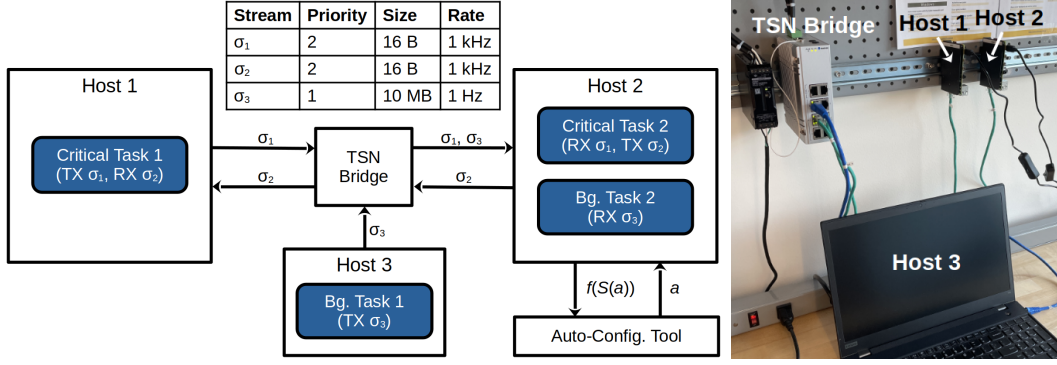 Stream Priority Size Rate
σ₁ 2 16 B 1 kHz
σ₂ 2 16 B 1 kHz
σ₃ 1 10 MB 1 Hz
Host 1
Critical Task 1
(TX σ₁, RX σ₂)
σ₁
σ₂
TSN
Bridge
σ₁, σ₃
σ₂
σ₃
Host 2
Critical Task 2
(RX σ₁, TX σ₂)
Bg. Task 2
(RX σ₃)
Host 3
Bg. Task 1
(TX σ₃)
f(S(a))
a
Auto-Config. Tool
TSN Bridge
Host 1
Host 2
Host 3